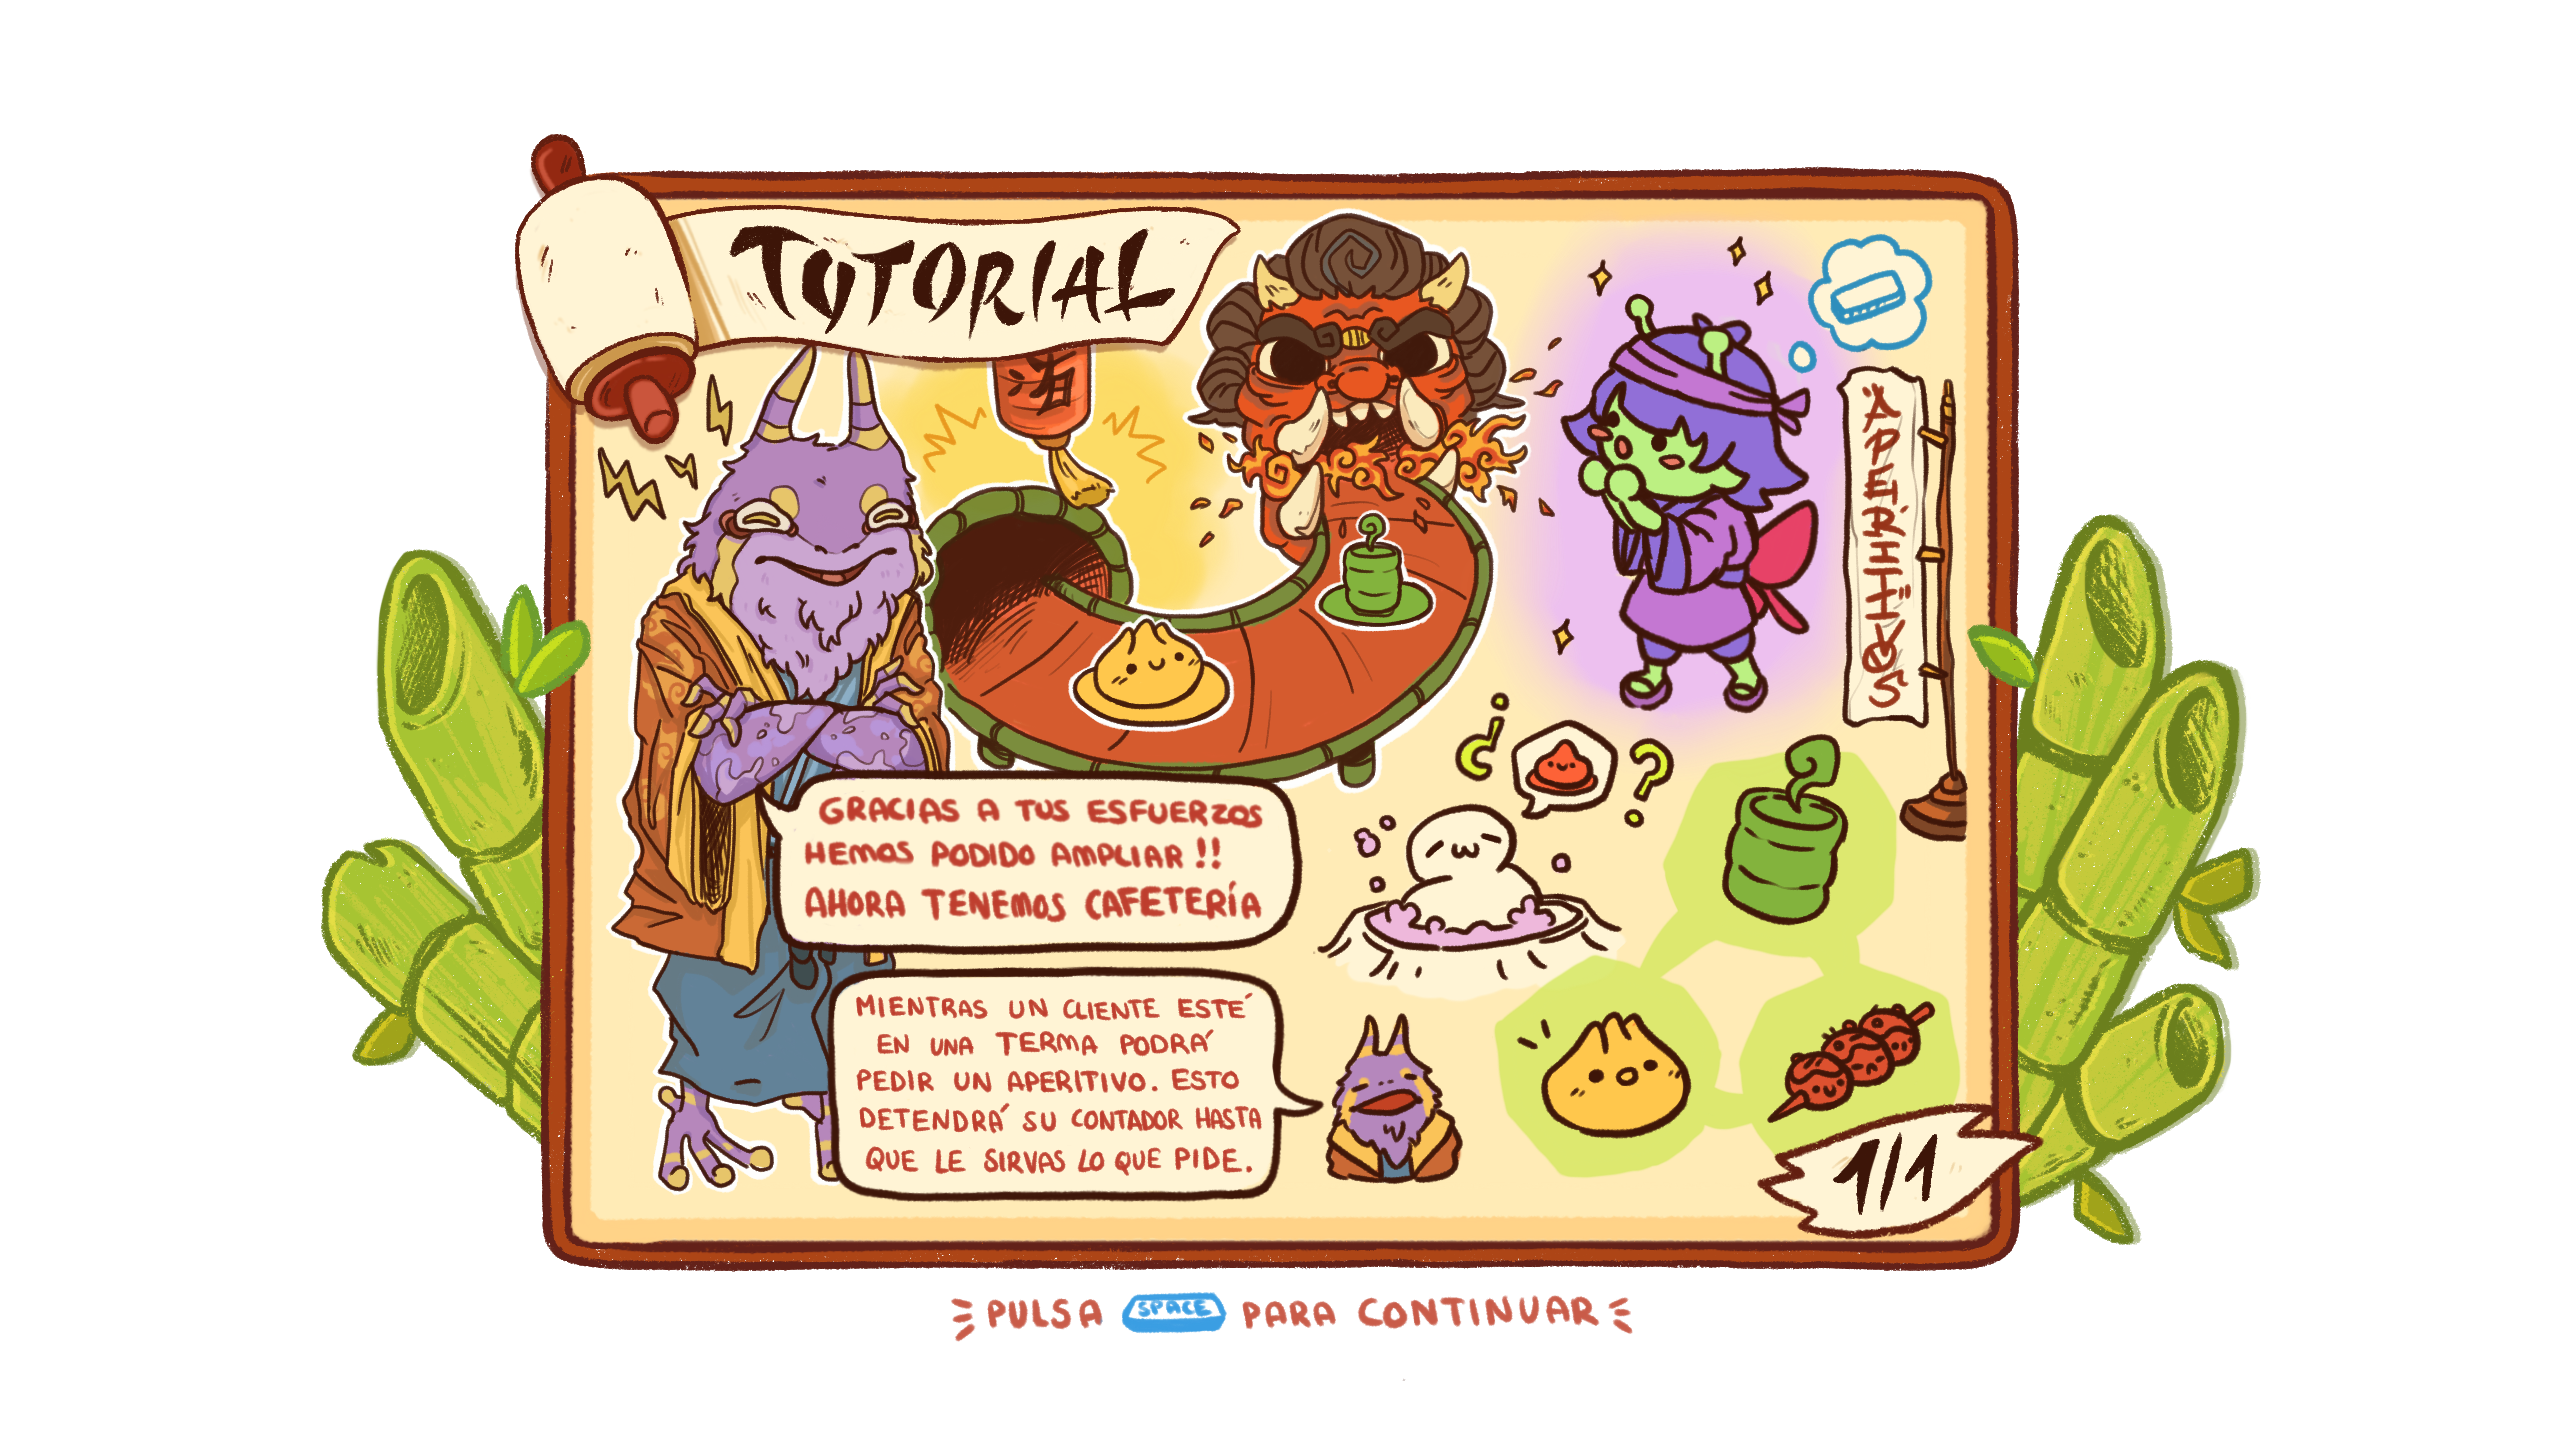 TUTORIAL
"APERITIVOS"
GRACIAS A TUS ESFUERZOS
HEMOS PODIDO AMPLIAR !!
AHORA TENEMOS CAFETERÍA
¿ ?
MIENTRAS UN CLIENTE ESTÉ
EN UNA TERMA PODRÁ
PEDIR UN APERITIVO. ESTO
DETENDRÁ SU CONTADOR HASTA
QUE LE SIRVAS LO QUE PIDE.
1/1
PULSA SPACE PARA CONTINUAR